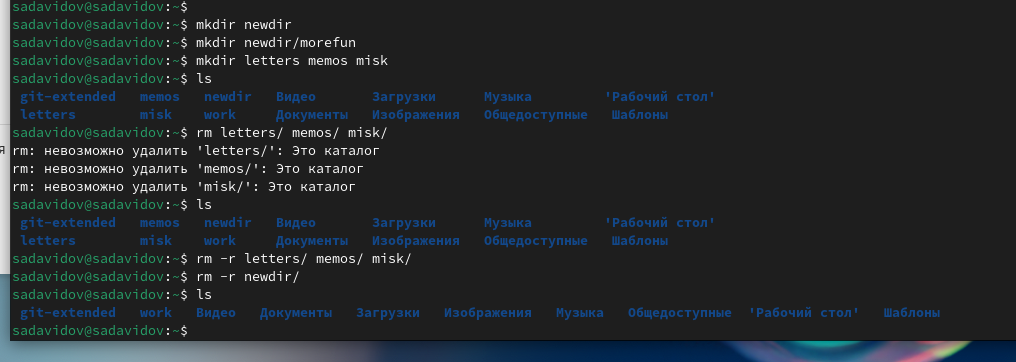 sadavidov@sadavidov:~$
sadavidov@sadavidov:~$ mkdir newdir
sadavidov@sadavidov:~$ mkdir newdir/morefun
sadavidov@sadavidov:~$ mkdir letters memos misk
sadavidov@sadavidov:~$ ls
git-extended memos newdir Видео Загрузки Музыка 'Рабочий стол'
letters misk work Документы Изображения Общедоступные Шаблоны
sadavidov@sadavidov:~$ rm letters/ memos/ misk/
я
rm: невозможно удалить 'letters/': Это каталог
rm: невозможно удалить 'memos/': Это каталог
rm: невозможно удалить 'misk/': Это каталог
sadavidov@sadavidov:~$ ls
git-extended memos newdir Видео Загрузки Музыка 'Рабочий стол'
letters misk work Документы Изображения Общедоступные Шаблоны
sadavidov@sadavidov:~$ rm -r letters/ memos/ misk/
sadavidov@sadavidov:~$ rm -r newdir/
sadavidov@sadavidov:~$ ls
git-extended work Видео Документы Загрузки Изображения Музыка Общедоступные 'Рабочий стол' Шаблоны
sadavidov@sadavidov:~$